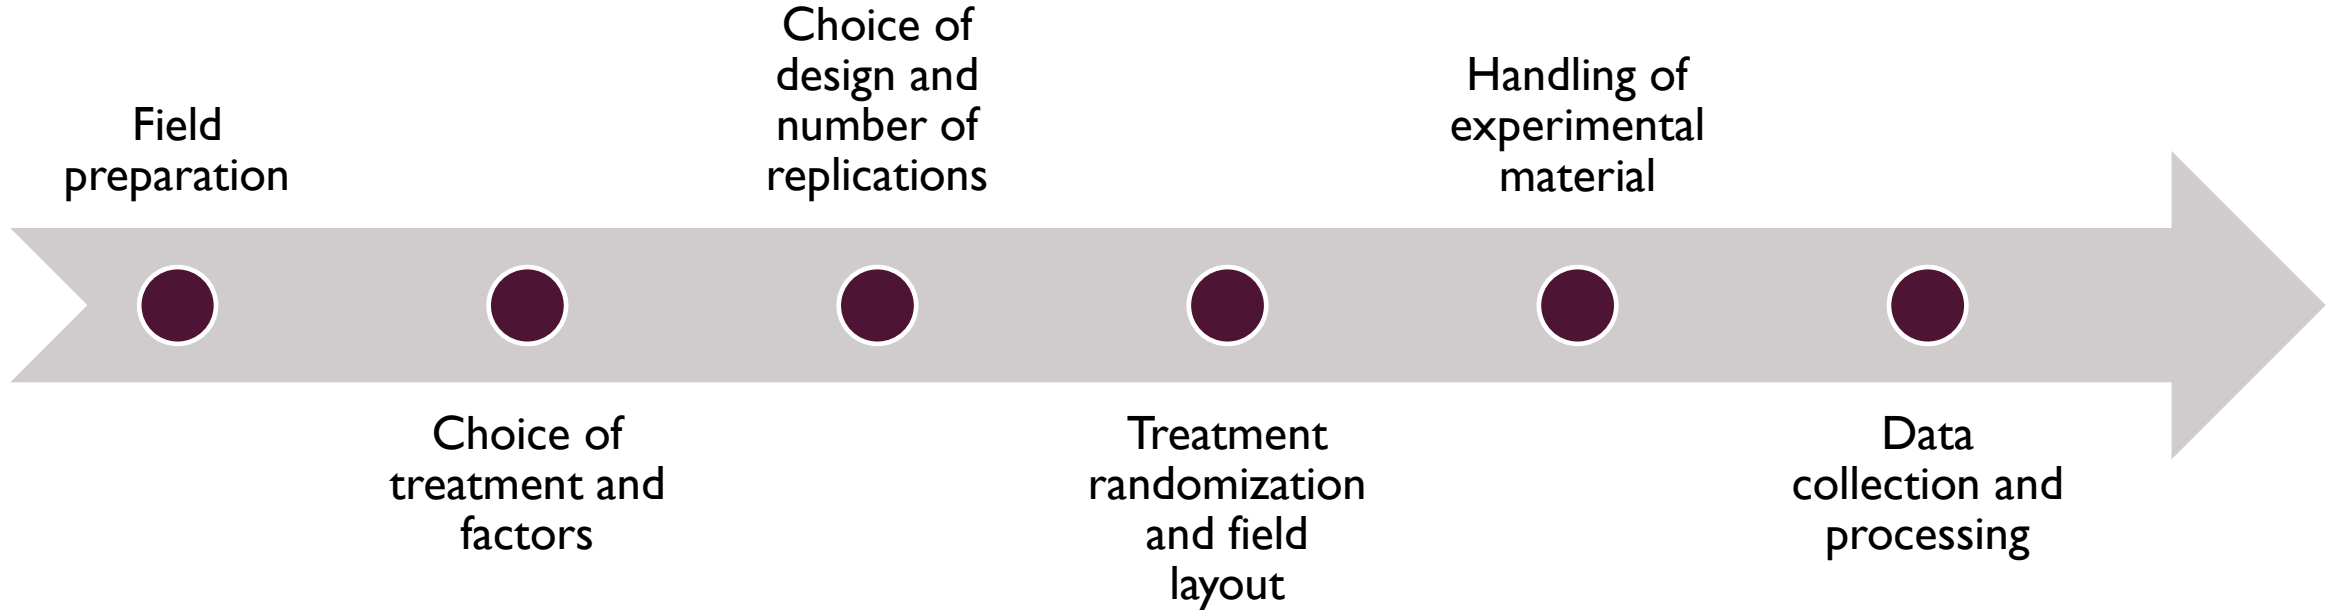 Field
preparation
Choice of
treatment and
factors
Choice of
design and
number of
replications
Treatment
randomization
and field
layout
Handling of
experimental
material
Data
collection and
processing